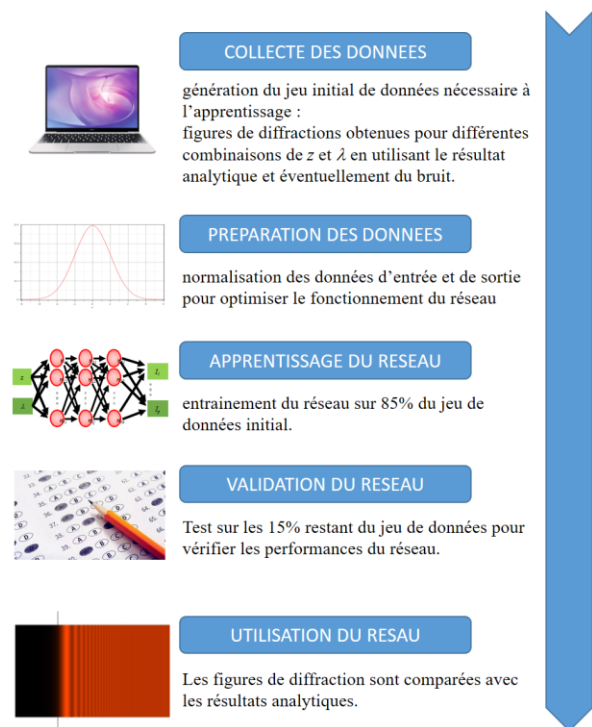 COLLECTE DES DONNEES
génération du jeu initial de données nécessaire à
l'apprentissage :
figures de diffractions obtenues pour différentes
combinaisons de z et λ en utilisant le résultat
analytique et éventuellement du bruit.
PREPARATION DES DONNEES
normalisation des données d'entrée et de sortie
pour optimiser le fonctionnement du réseau
APPRENTISSAGE DU RESEAU
entrainement du réseau sur 85% du jeu de
données initial.
VALIDATION DU RESEAU
Test sur les 15% restant du jeu de données pour
vérifier les performances du réseau.
UTILISATION DU RESAU
Les figures de diffraction sont comparées avec
les résultats analytiques.